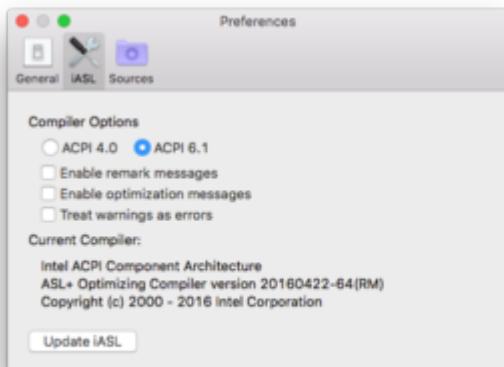 Preferences
General iASL Sources
Compiler Options
ACPI 4.0 ACPI 6.1
Enable remark messages
Enable optimization messages
Treat warnings as errors
Current Compiler:
Intel ACPI Component Architecture
ASL+ Optimizing Compiler version 20160422-64(RM)
Copyright (c) 2000 - 2016 Intel Corporation
Update iASL